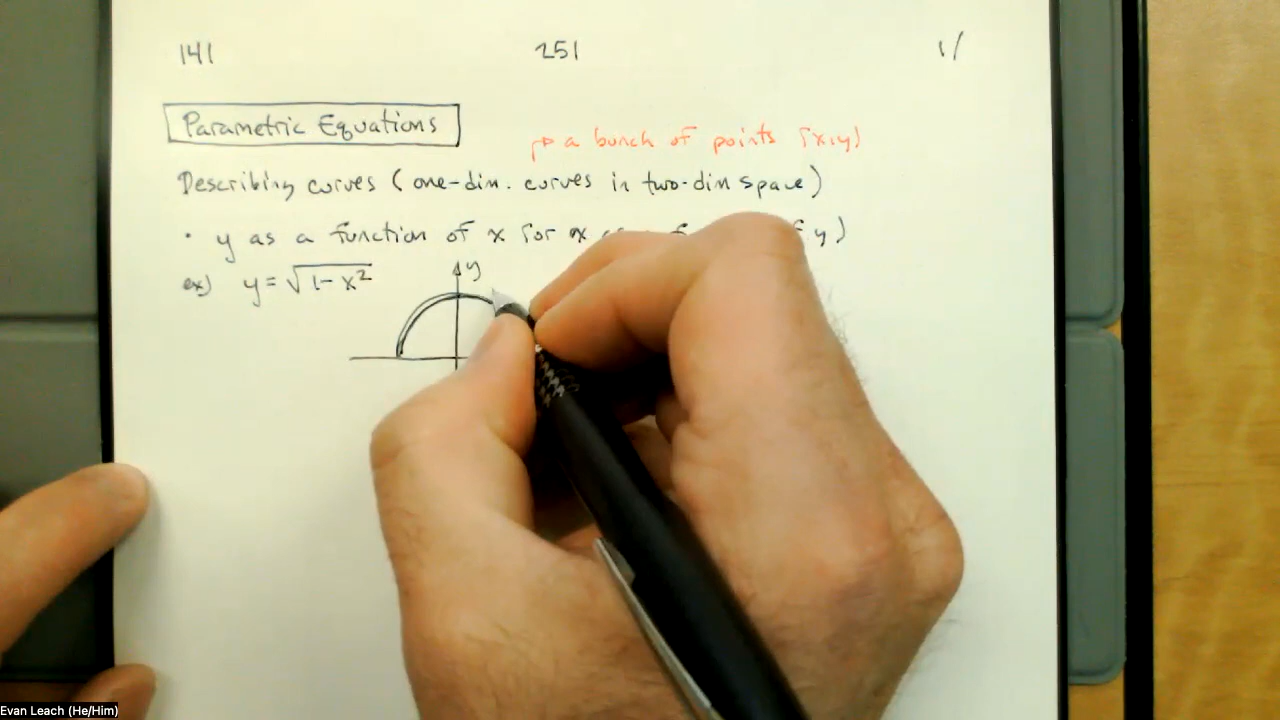 141 251 1/
Parametric Equations
a bunch of points (x,y)
Describing curves (one-dim. curves in two-dim space)
• y as a function of x (or x y)
ex) y = √(1-x²)
y
Evan Leach (He/Him)